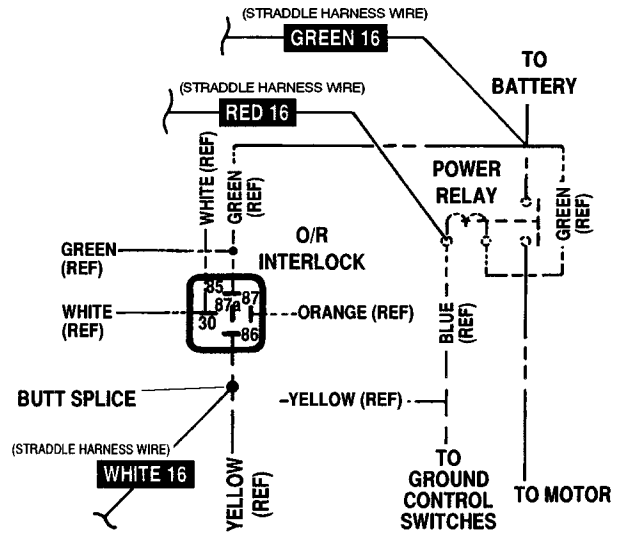 (STRADDLE HARNESS WIRE)
GREEN 16
TO
BATTERY
(STRADDLE HARNESS WIRE)
RED 16
WHITE (REF)
GREEN
(REF)
POWER
RELAY
GREEN
(REF)
O/R
INTERLOCK
GREEN
(REF)
85
87a
87
30
86
WHITE
(REF)
ORANGE (REF)
BLUE
(REF)
BUTT SPLICE
YELLOW (REF)
(STRADDLE HARNESS WIRE)
WHITE 16
YELLOW
(REF)
TO
GROUND
CONTROL
SWITCHES
TO MOTOR